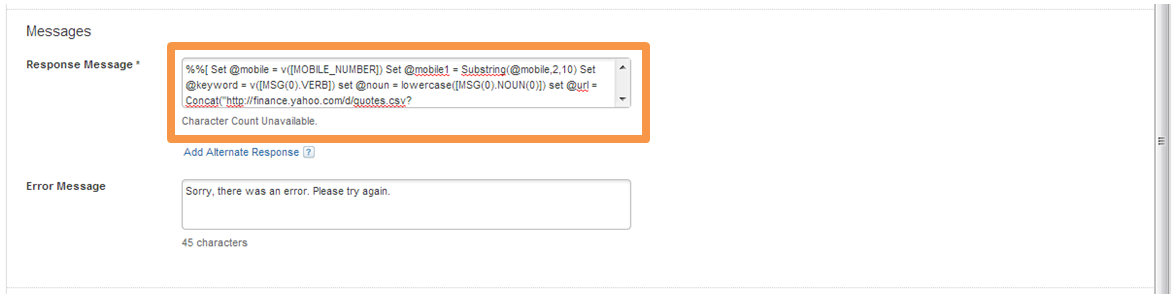 Messages
Response Message *
%%[ Set @mobile = v([MOBILE_NUMBER]) Set @mobile1 = Substring(@mobile,2,10) Set
@keyword = v([MSG(0).VERB]) set @noun = lowercase([MSG(0).NOUN(0)]) set @url =
Concat("http://finance.yahoo.com/d/quotes.csv?
Character Count Unavailable.
Add Alternate Response ?
Error Message
Sorry, there was an error. Please try again.
45 characters